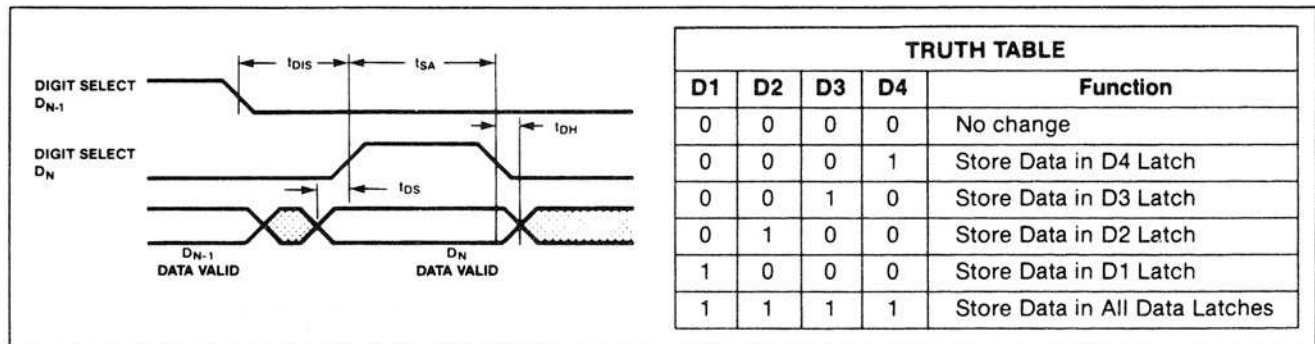 DIGIT SELECT
DN-1
tDIS
tSA
tDH
DIGIT SELECT
DN
tDS
DN-1
DATA VALID
DN
DATA VALID
TRUTH TABLE
D1 D2 D3 D4 Function
0 0 0 0 No change
0 0 0 1 Store Data in D4 Latch
0 0 1 0 Store Data in D3 Latch
0 1 0 0 Store Data in D2 Latch
1 0 0 0 Store Data in D1 Latch
1 1 1 1 Store Data in All Data Latches